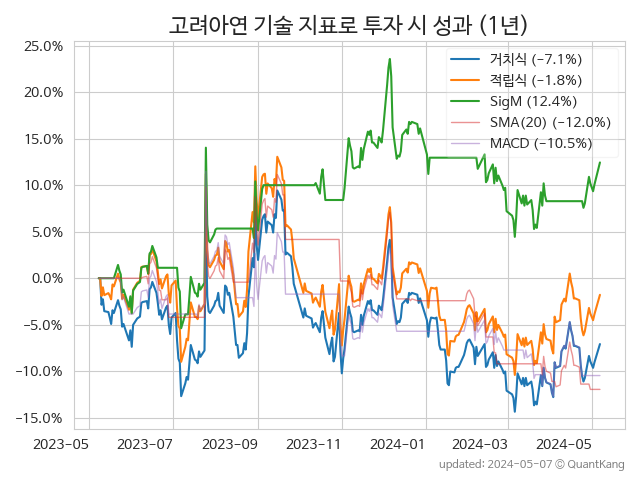 고려아연 기술 지표로 투자 시 성과 (1년)
25.0%
20.0%
15.0%
10.0%
5.0%
0.0%
−5.0%
−10.0%
−15.0%
거치식 (−7.1%)
적립식 (−1.8%)
SigM (12.4%)
SMA(20) (−12.0%)
MACD (−10.5%)
2023-05 2023-07 2023-09 2023-11 2024-01 2024-03 2024-05
updated: 2024-05-07 © QuantKang